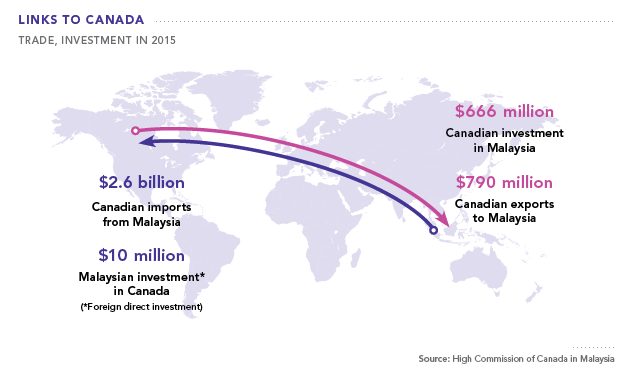 LINKS TO CANADA
TRADE, INVESTMENT IN 2015
$666 million
Canadian investment
in Malaysia
$2.6 billion
Canadian imports
from Malaysia
$790 million
Canadian exports
to Malaysia
$10 million
Malaysian investment*
in Canada
(*Foreign direct investment)
Source: High Commission of Canada in Malaysia